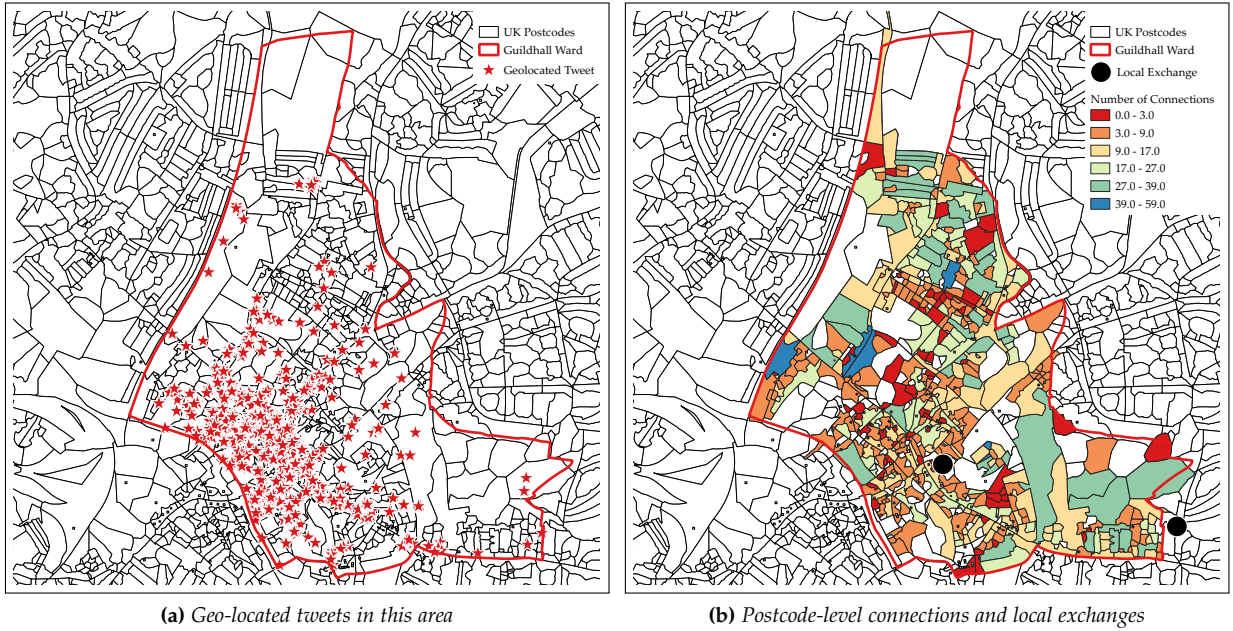 UK Postcodes
Guildhall Ward
Geolocated Tweet
UK Postcodes
Guildhall Ward
Local Exchange
Number of Connections
0.0 - 3.0
3.0 - 9.0
9.0 - 17.0
17.0 - 27.0
27.0 - 39.0
39.0 - 59.0
(a) Geo-located tweets in this area
(b) Postcode-level connections and local exchanges